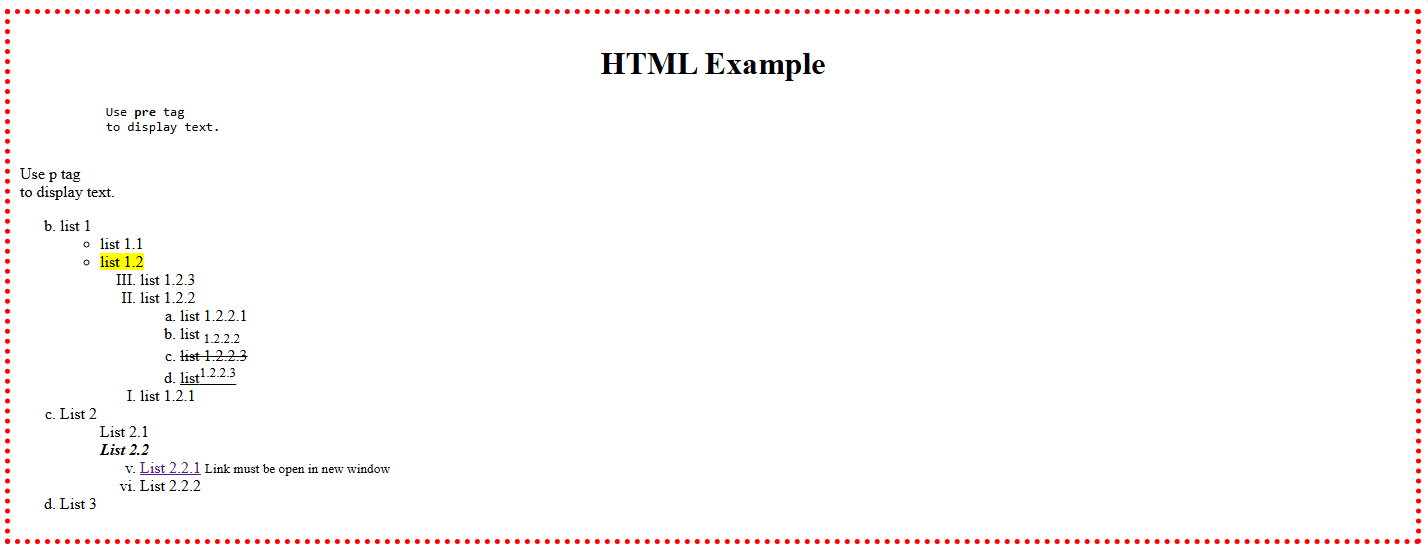 HTML Example
Use pre tag
to display text.
Use p tag
to display text.
b. list 1
list 1.1
list 1.2
III. list 1.2.3
II. list 1.2.2
a. list 1.2.2.1
b. list 1.2.2.2
c. list 1.2.2.3
d. list1.2.2.3
I. list 1.2.1
c. List 2
List 2.1
List 2.2
v. List 2.2.1 Link must be open in new window
vi. List 2.2.2
d. List 3